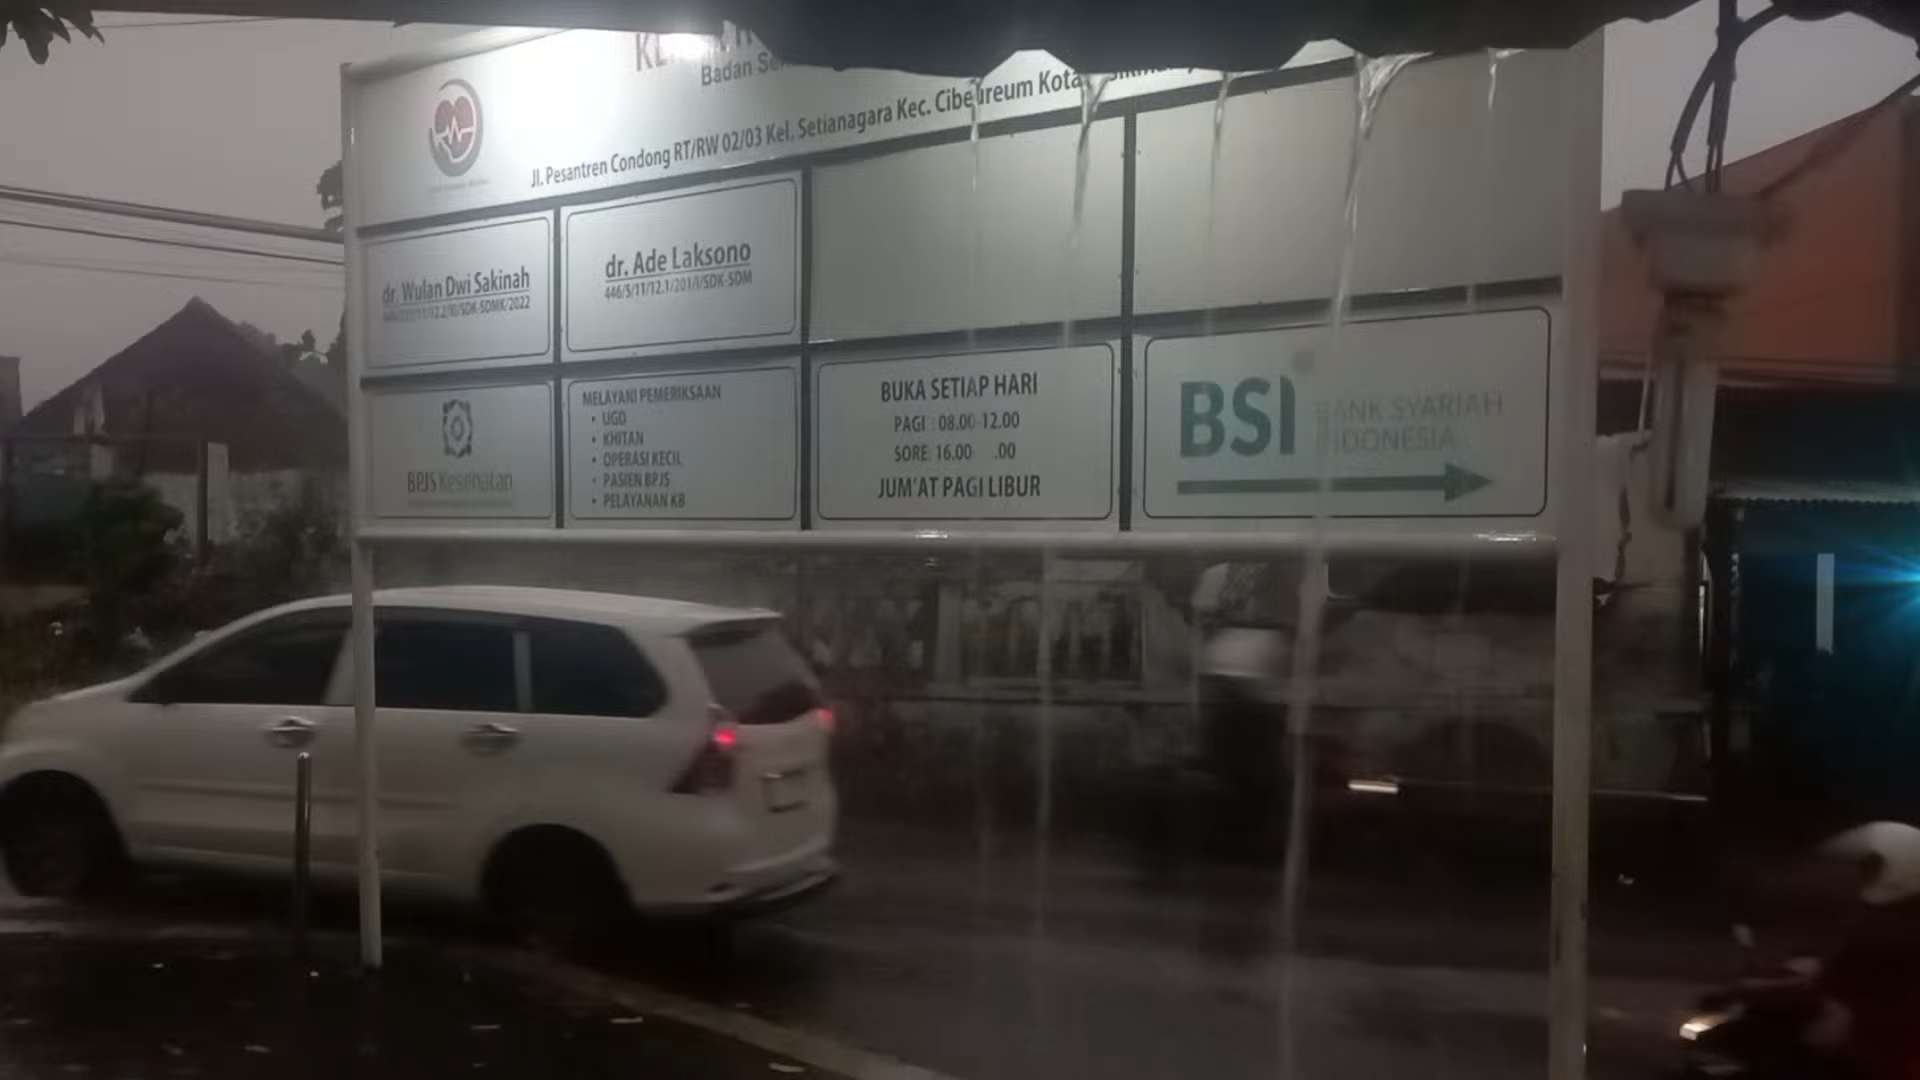 Badan
Jl. Pesantren Condong RT/RW 02/03 Kel. Setianagara Kec. Cibeureum Kota
dr. Wulan Dwi Sakinah
dr. Ade Laksono
446/5/11/12.1/201/I/SDK-SDM
BPJS Kesehatan
MELAYANI PEMERIKSAAN
• UGD
• KHITAN
• OPERASI KECIL
• PASIEN BPJS
• PELAYANAN KB
BUKA SETIAP HARI
PAGI : 08.00-12.00
SORE: 16.00 .00
JUM'AT PAGI LIBUR
BSI BANK SYARIAH
INDONESIA